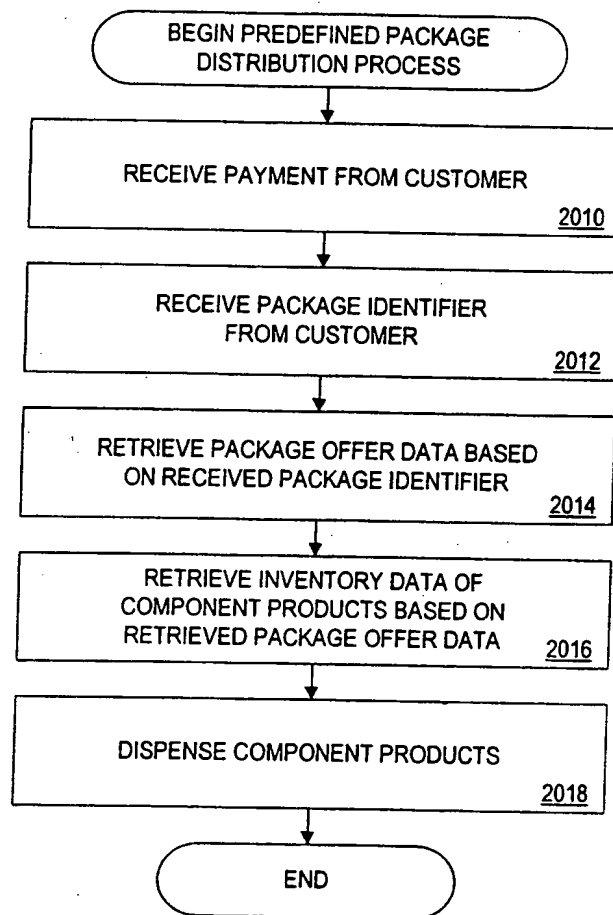 BEGIN PREDEFINED PACKAGE
DISTRIBUTION PROCESS
RECEIVE PAYMENT FROM CUSTOMER
2010
RECEIVE PACKAGE IDENTIFIER
FROM CUSTOMER
2012
RETRIEVE PACKAGE OFFER DATA BASED
ON RECEIVED PACKAGE IDENTIFIER
2014
RETRIEVE INVENTORY DATA OF
COMPONENT PRODUCTS BASED ON
RETRIEVED PACKAGE OFFER DATA
2016
DISPENSE COMPONENT PRODUCTS
2018
END